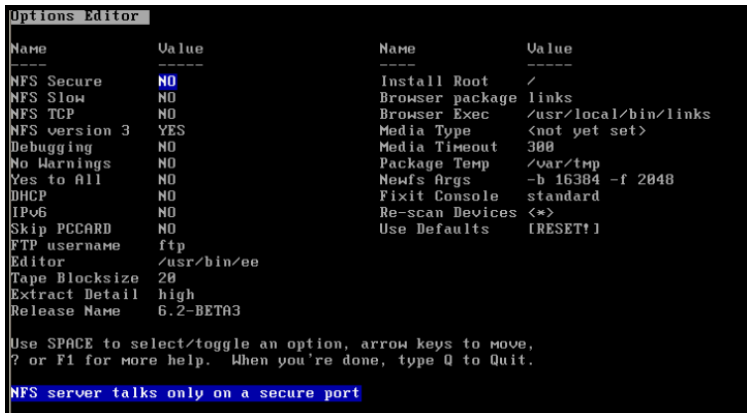 Options Editor
Name Value Name Value
---- ----- ---- -----
NFS Secure NO Install Root /
NFS Slow NO Browser package links
NFS TCP NO Browser Exec /usr/local/bin/links
NFS version 3 YES Media Type <not yet set>
Debugging NO Media Timeout 300
No Warnings NO Package Temp /var/tmp
Yes to All NO Newfs Args -b 16384 -f 2048
DHCP NO Fixit Console standard
IPv6 NO Re-scan Devices <*>
Skip PCCARD NO Use Defaults [RESET!]
FTP username ftp
Editor /usr/bin/ee
Tape Blocksize 20
Extract Detail high
Release Name 6.2-BETA3
Use SPACE to select/toggle an option, arrow keys to move,
? or F1 for more help. When you're done, type Q to Quit.
NFS server talks only on a secure port